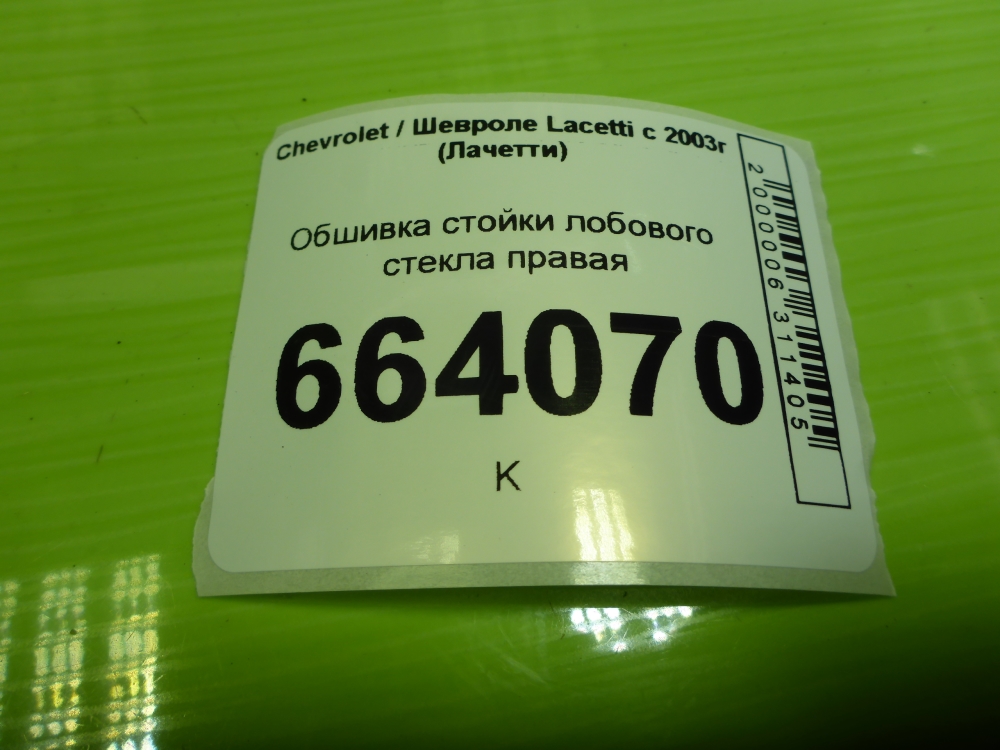 Chevrolet / Шевроле Lacetti с 2003г
(Лачетти)
Обшивка стойки лобового
стекла правая
664070
К
2000006311405